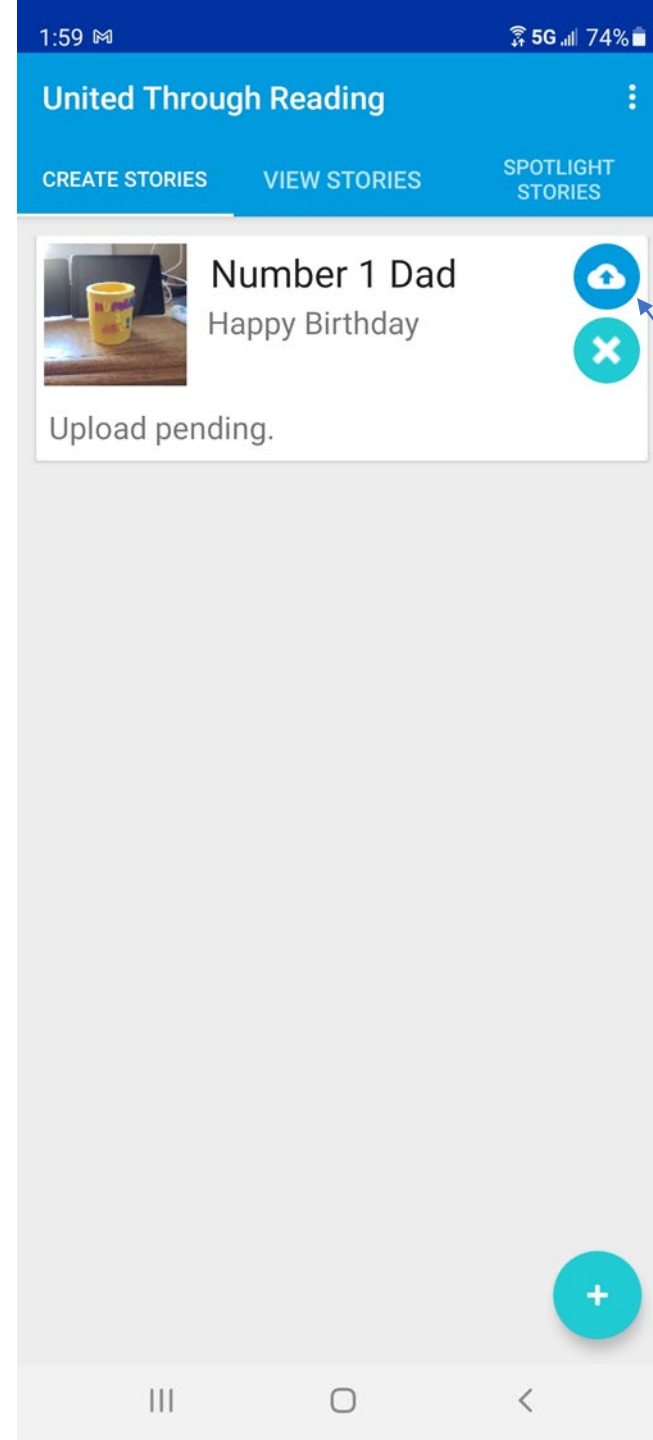 1:59 5G 74%
United Through Reading
CREATE STORIES VIEW STORIES SPOTLIGHT
STORIES
Number 1 Dad
Happy Birthday
Upload pending.
+